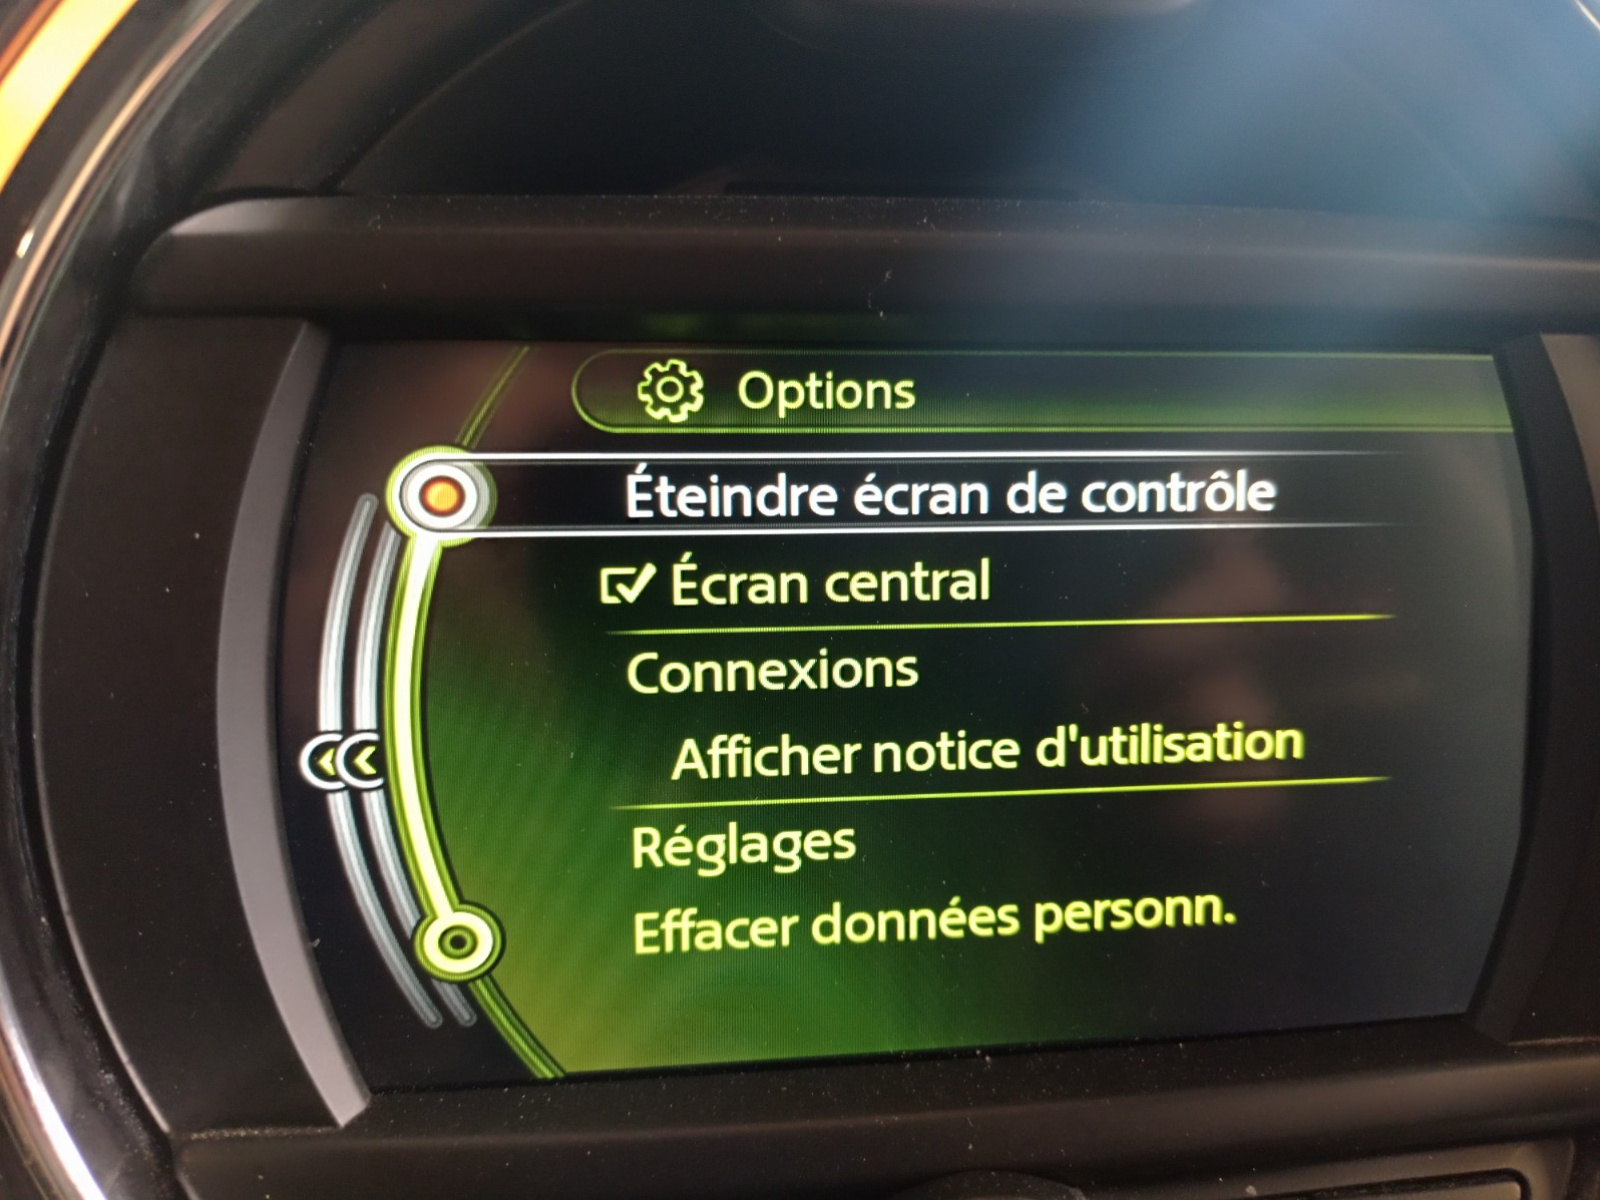 Options
Éteindre écran de contrôle
Écran central
Connexions
Afficher notice d'utilisation
Réglages
Effacer données personn.